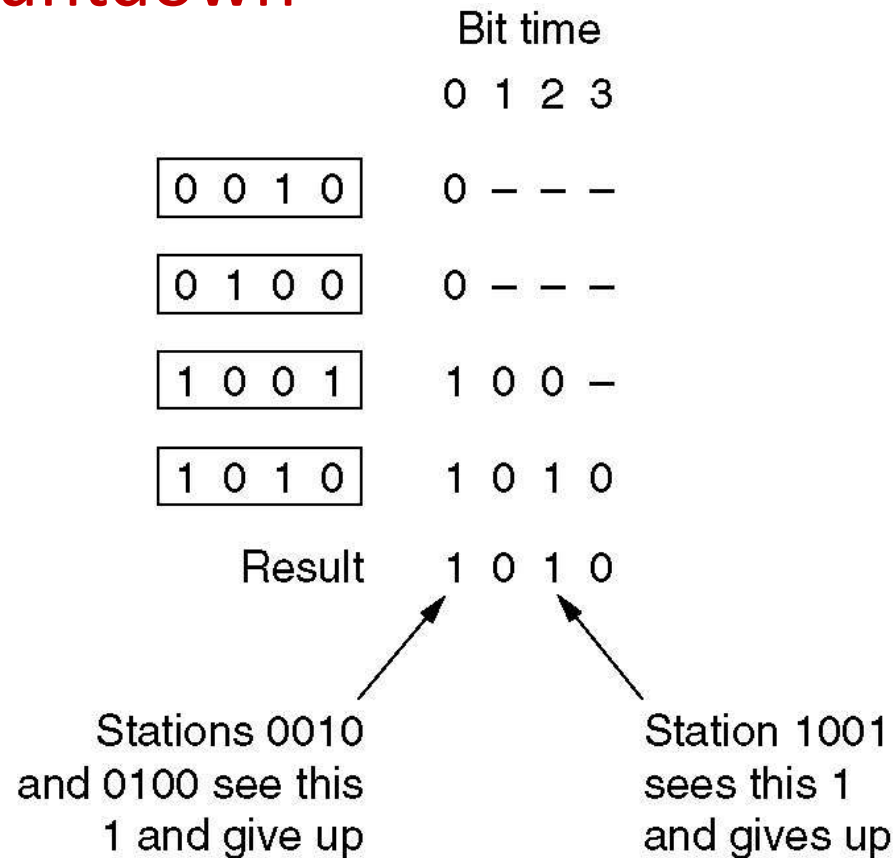 Bit time
0 1 2 3
0 0 1 0 0 – – –
0 1 0 0 0 – – –
1 0 0 1 1 0 0 –
1 0 1 0 1 0 1 0
Result 1 0 1 0
Stations 0010
and 0100 see this
1 and give up
Station 1001
sees this 1
and gives up